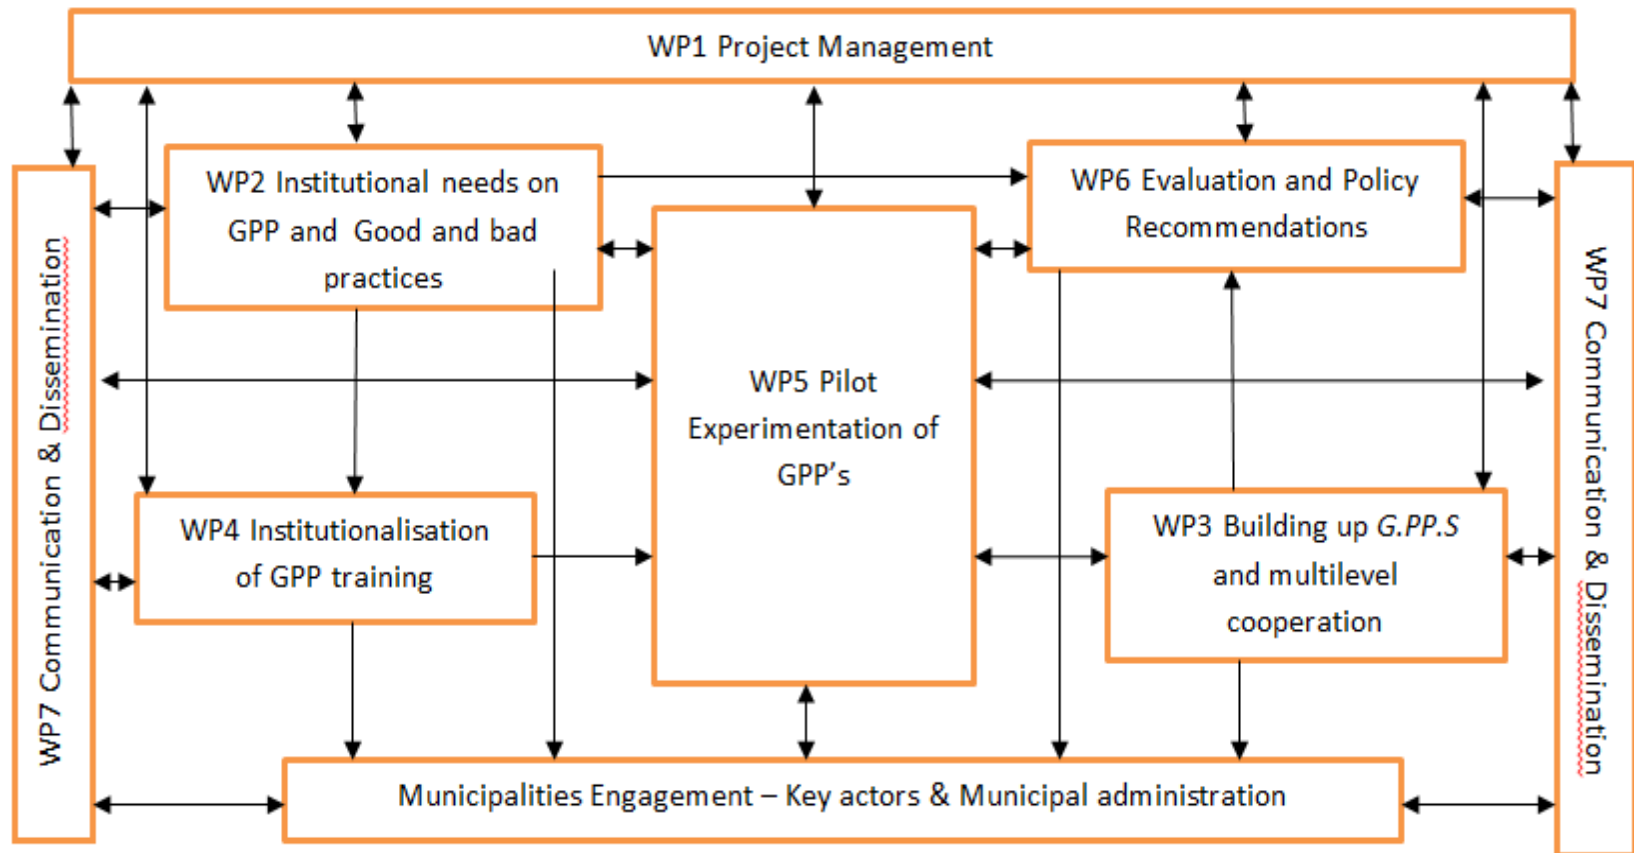 WP1 Project Management
WP2 Institutional needs on
GPP and Good and bad
practices
WP6 Evaluation and Policy
Recommendations
WP7 Communication & Dissemination
WP5 Pilot
Experimentation of
GPP's
WP7 Communication & Dissemination
WP4 Institutionalisation
of GPP training
WP3 Building up G.PP.S
and multilevel
cooperation
Municipalities Engagement – Key actors & Municipal administration